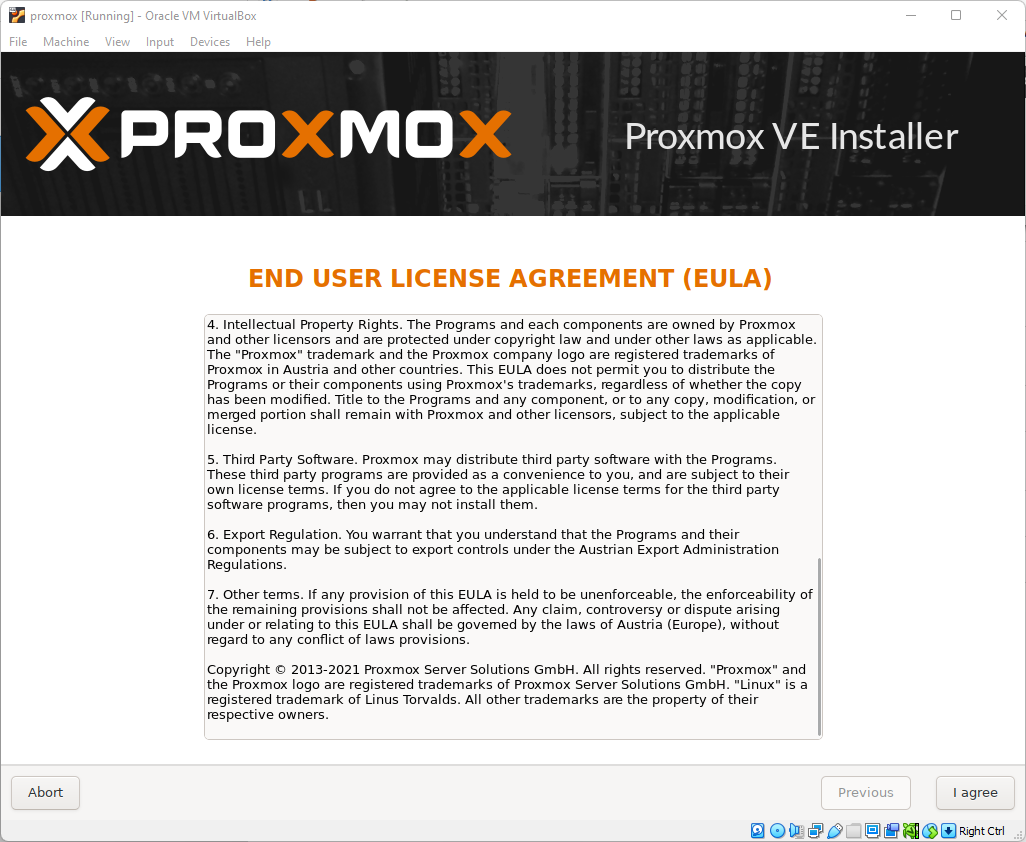 proxmox [Running] - Oracle VM VirtualBox
File Machine View Input Devices Help
PROXMOX
Proxmox VE Installer
END USER LICENSE AGREEMENT (EULA)
4. Intellectual Property Rights. The Programs and each components are owned by Proxmox
and other licensors and are protected under copyright law and under other laws as applicable.
The "Proxmox" trademark and the Proxmox company logo are registered trademarks of
Proxmox in Austria and other countries. This EULA does not permit you to distribute the
Programs or their components using Proxmox's trademarks, regardless of whether the copy
has been modified. Title to the Programs and any component, or to any copy, modification, or
merged portion shall remain with Proxmox and other licensors, subject to the applicable
license.
5. Third Party Software. Proxmox may distribute third party software with the Programs.
These third party programs are provided as a convenience to you, and are subject to their
own license terms. If you do not agree to the applicable license terms for the third party
software programs, then you may not install them.
6. Export Regulation. You warrant that you understand that the Programs and their
components may be subject to export controls under the Austrian Export Administration
Regulations.
7. Other terms. If any provision of this EULA is held to be unenforceable, the enforceability of
the remaining provisions shall not be affected. Any claim, controversy or dispute arising
under or relating to this EULA shall be governed by the laws of Austria (Europe), without
regard to any conflict of laws provisions.
Copyright © 2013-2021 Proxmox Server Solutions GmbH. All rights reserved. "Proxmox" and
the Proxmox logo are registered trademarks of Proxmox Server Solutions GmbH. "Linux" is a
registered trademark of Linus Torvalds. All other trademarks are the property of their
respective owners.
Abort
Previous
I agree
Right Ctrl